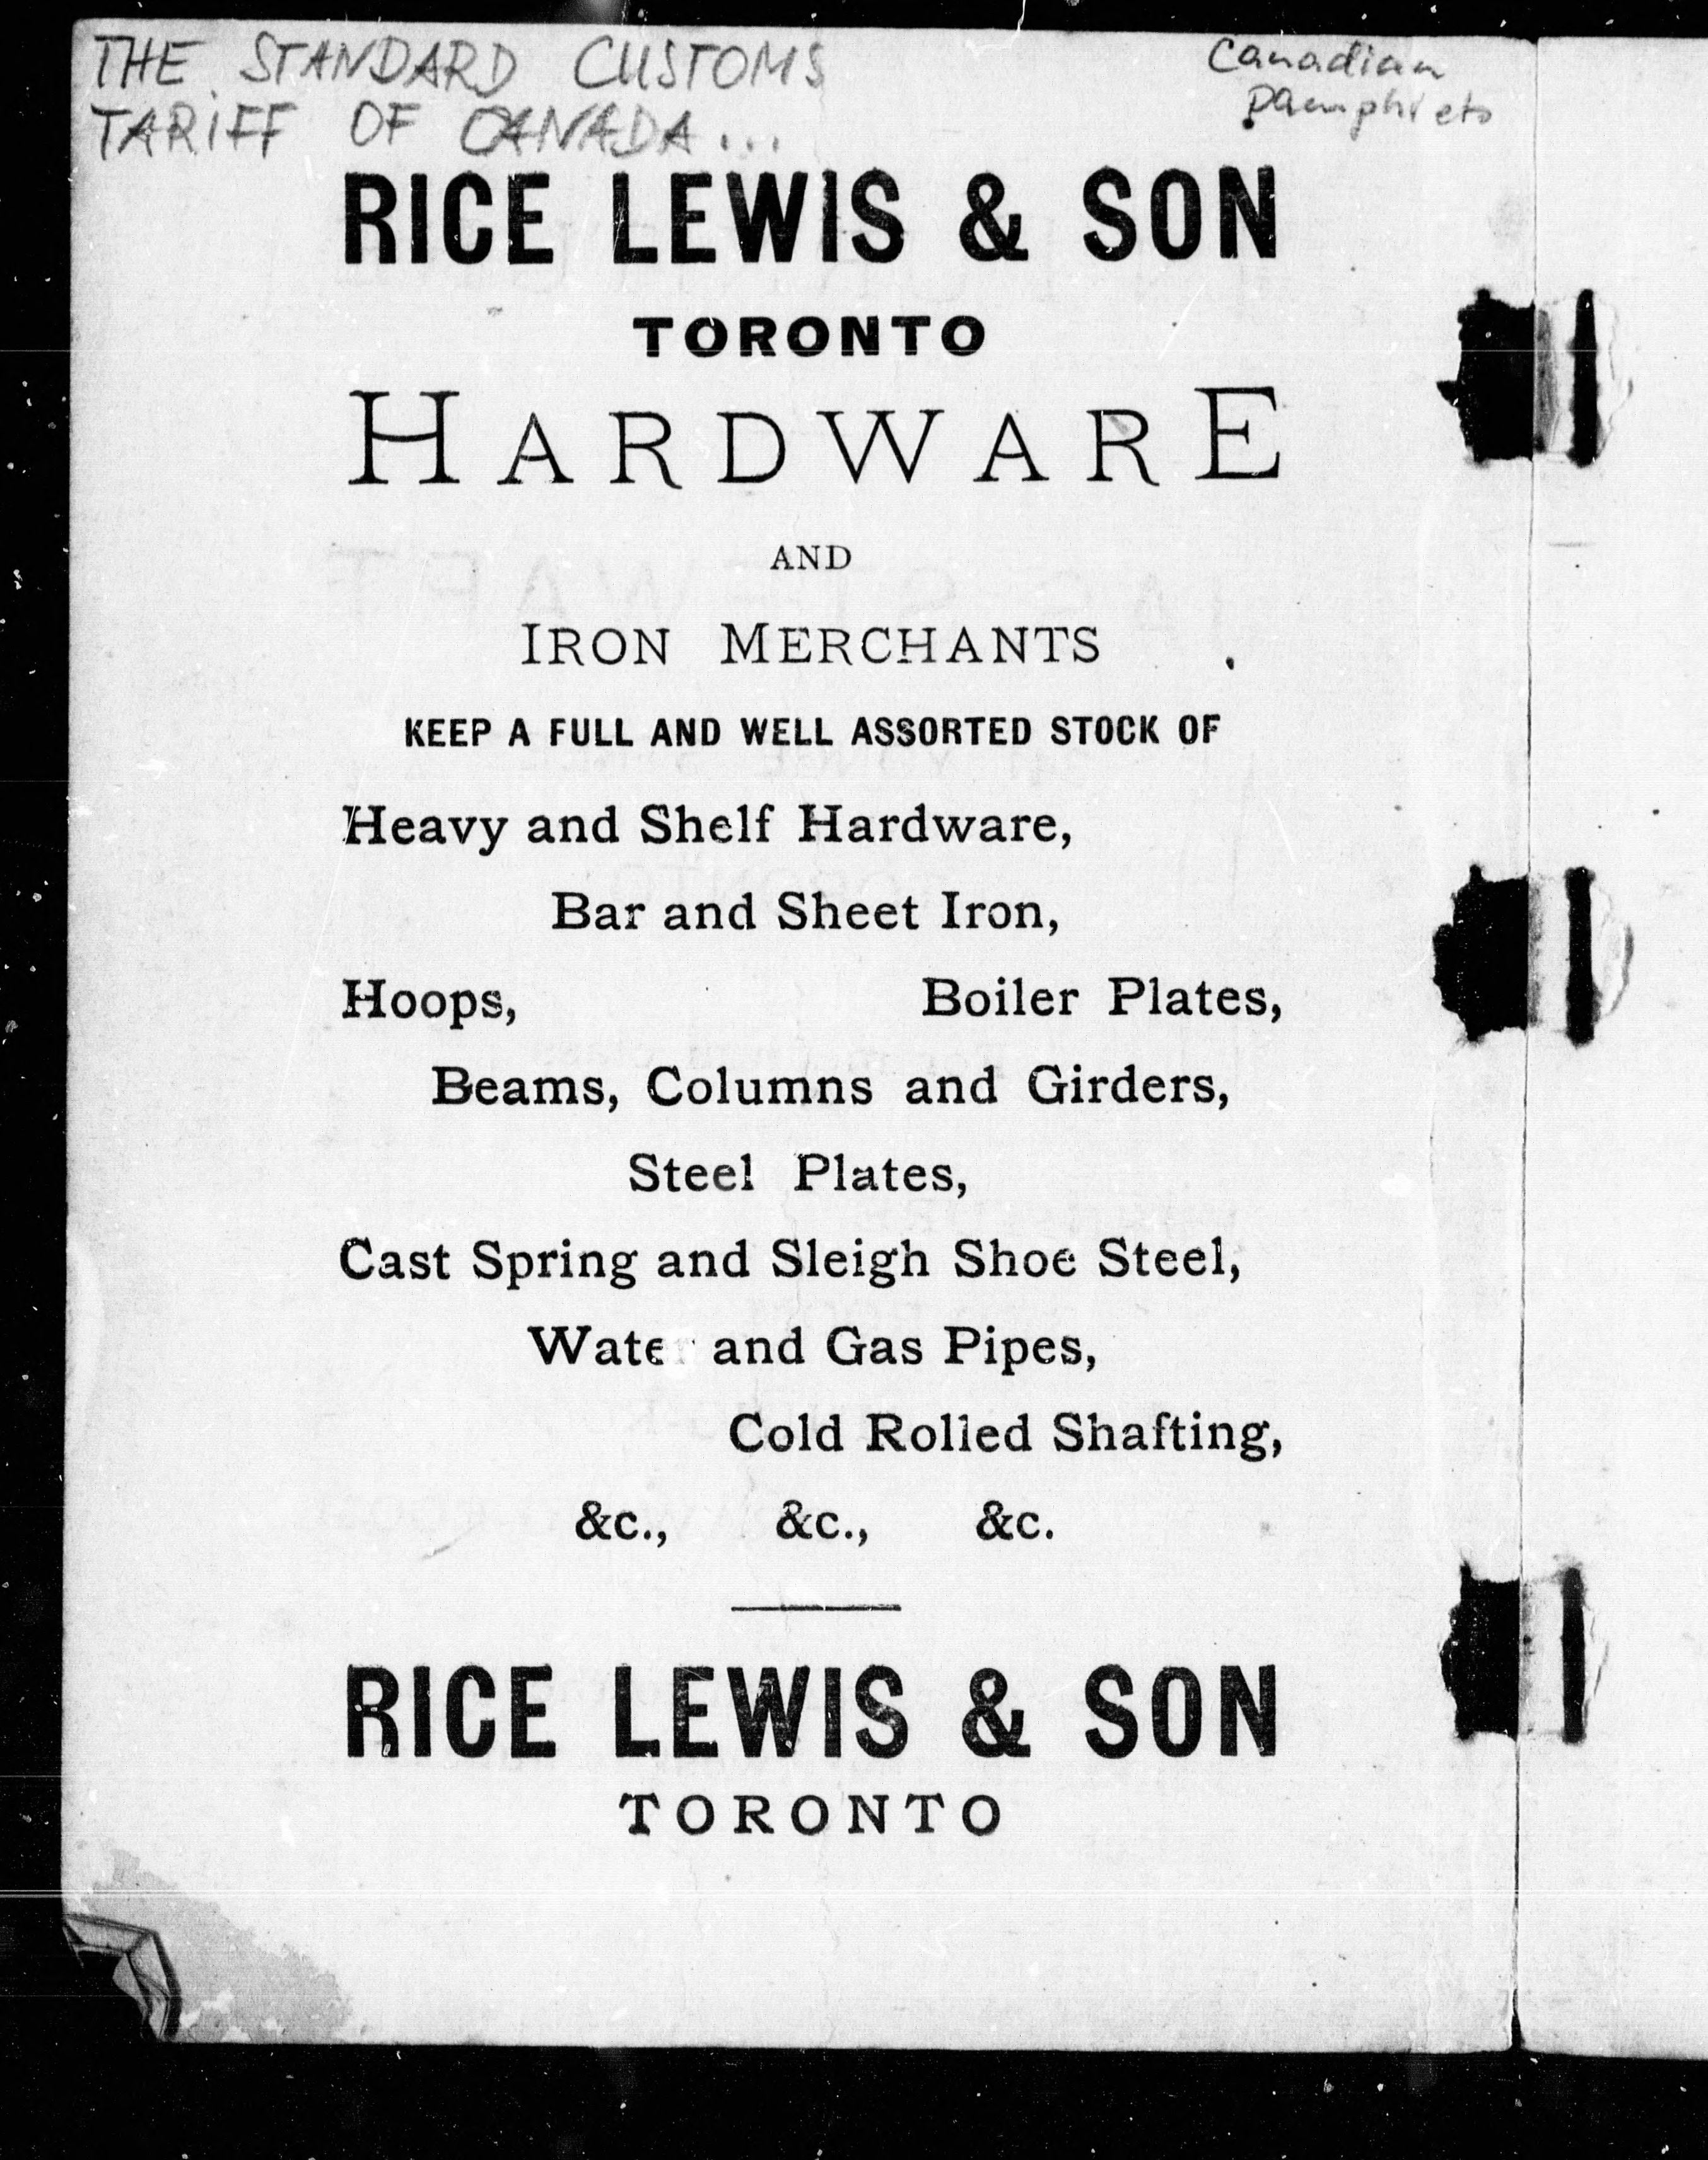 THE STANDARD CUSTOMS
TARIFF OF CANADA...
Canadian
Pamphlets
RICE LEWIS & SON
TORONTO
HARDWARE
AND
IRON MERCHANTS
KEEP A FULL AND WELL ASSORTED STOCK OF
Heavy and Shelf Hardware,
Bar and Sheet Iron,
Hoops, Boiler Plates,
Beams, Columns and Girders,
Steel Plates,
Cast Spring and Sleigh Shoe Steel,
Water and Gas Pipes,
Cold Rolled Shafting,
&c., &c., &c.
RICE LEWIS & SON
TORONTO